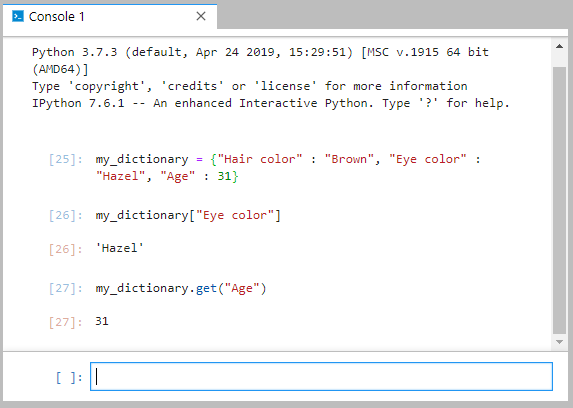 Console 1
Python 3.7.3 (default, Apr 24 2019, 15:29:51) [MSC v.1915 64 bit
(AMD64)]
Type 'copyright', 'credits' or 'license' for more information
IPython 7.6.1 -- An enhanced Interactive Python. Type '?' for help.
[25]: my_dictionary = {"Hair color" : "Brown", "Eye color" :
"Hazel", "Age" : 31}
[26]: my_dictionary["Eye color"]
[26]: 'Hazel'
[27]: my_dictionary.get("Age")
[27]: 31
[ ]: